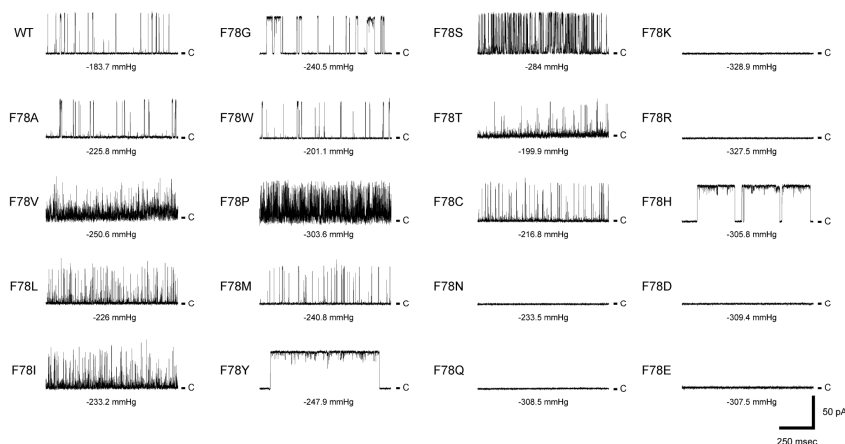 WT
C
-183.7 mmHg
F78G
C
-240.5 mmHg
F78S
C
-284 mmHg
F78K
C
-328.9 mmHg
F78A
C
-225.8 mmHg
F78W
C
-201.1 mmHg
F78T
C
-199.9 mmHg
F78R
C
-327.5 mmHg
F78V
C
-250.6 mmHg
F78P
C
-303.6 mmHg
F78C
C
-216.8 mmHg
F78H
C
-305.8 mmHg
F78L
C
-226 mmHg
F78M
C
-240.8 mmHg
F78N
C
-233.5 mmHg
F78D
C
-309.4 mmHg
F78I
C
-233.2 mmHg
F78Y
C
-247.9 mmHg
F78Q
C
-308.5 mmHg
F78E
C
-307.5 mmHg
50 pA
250 msec